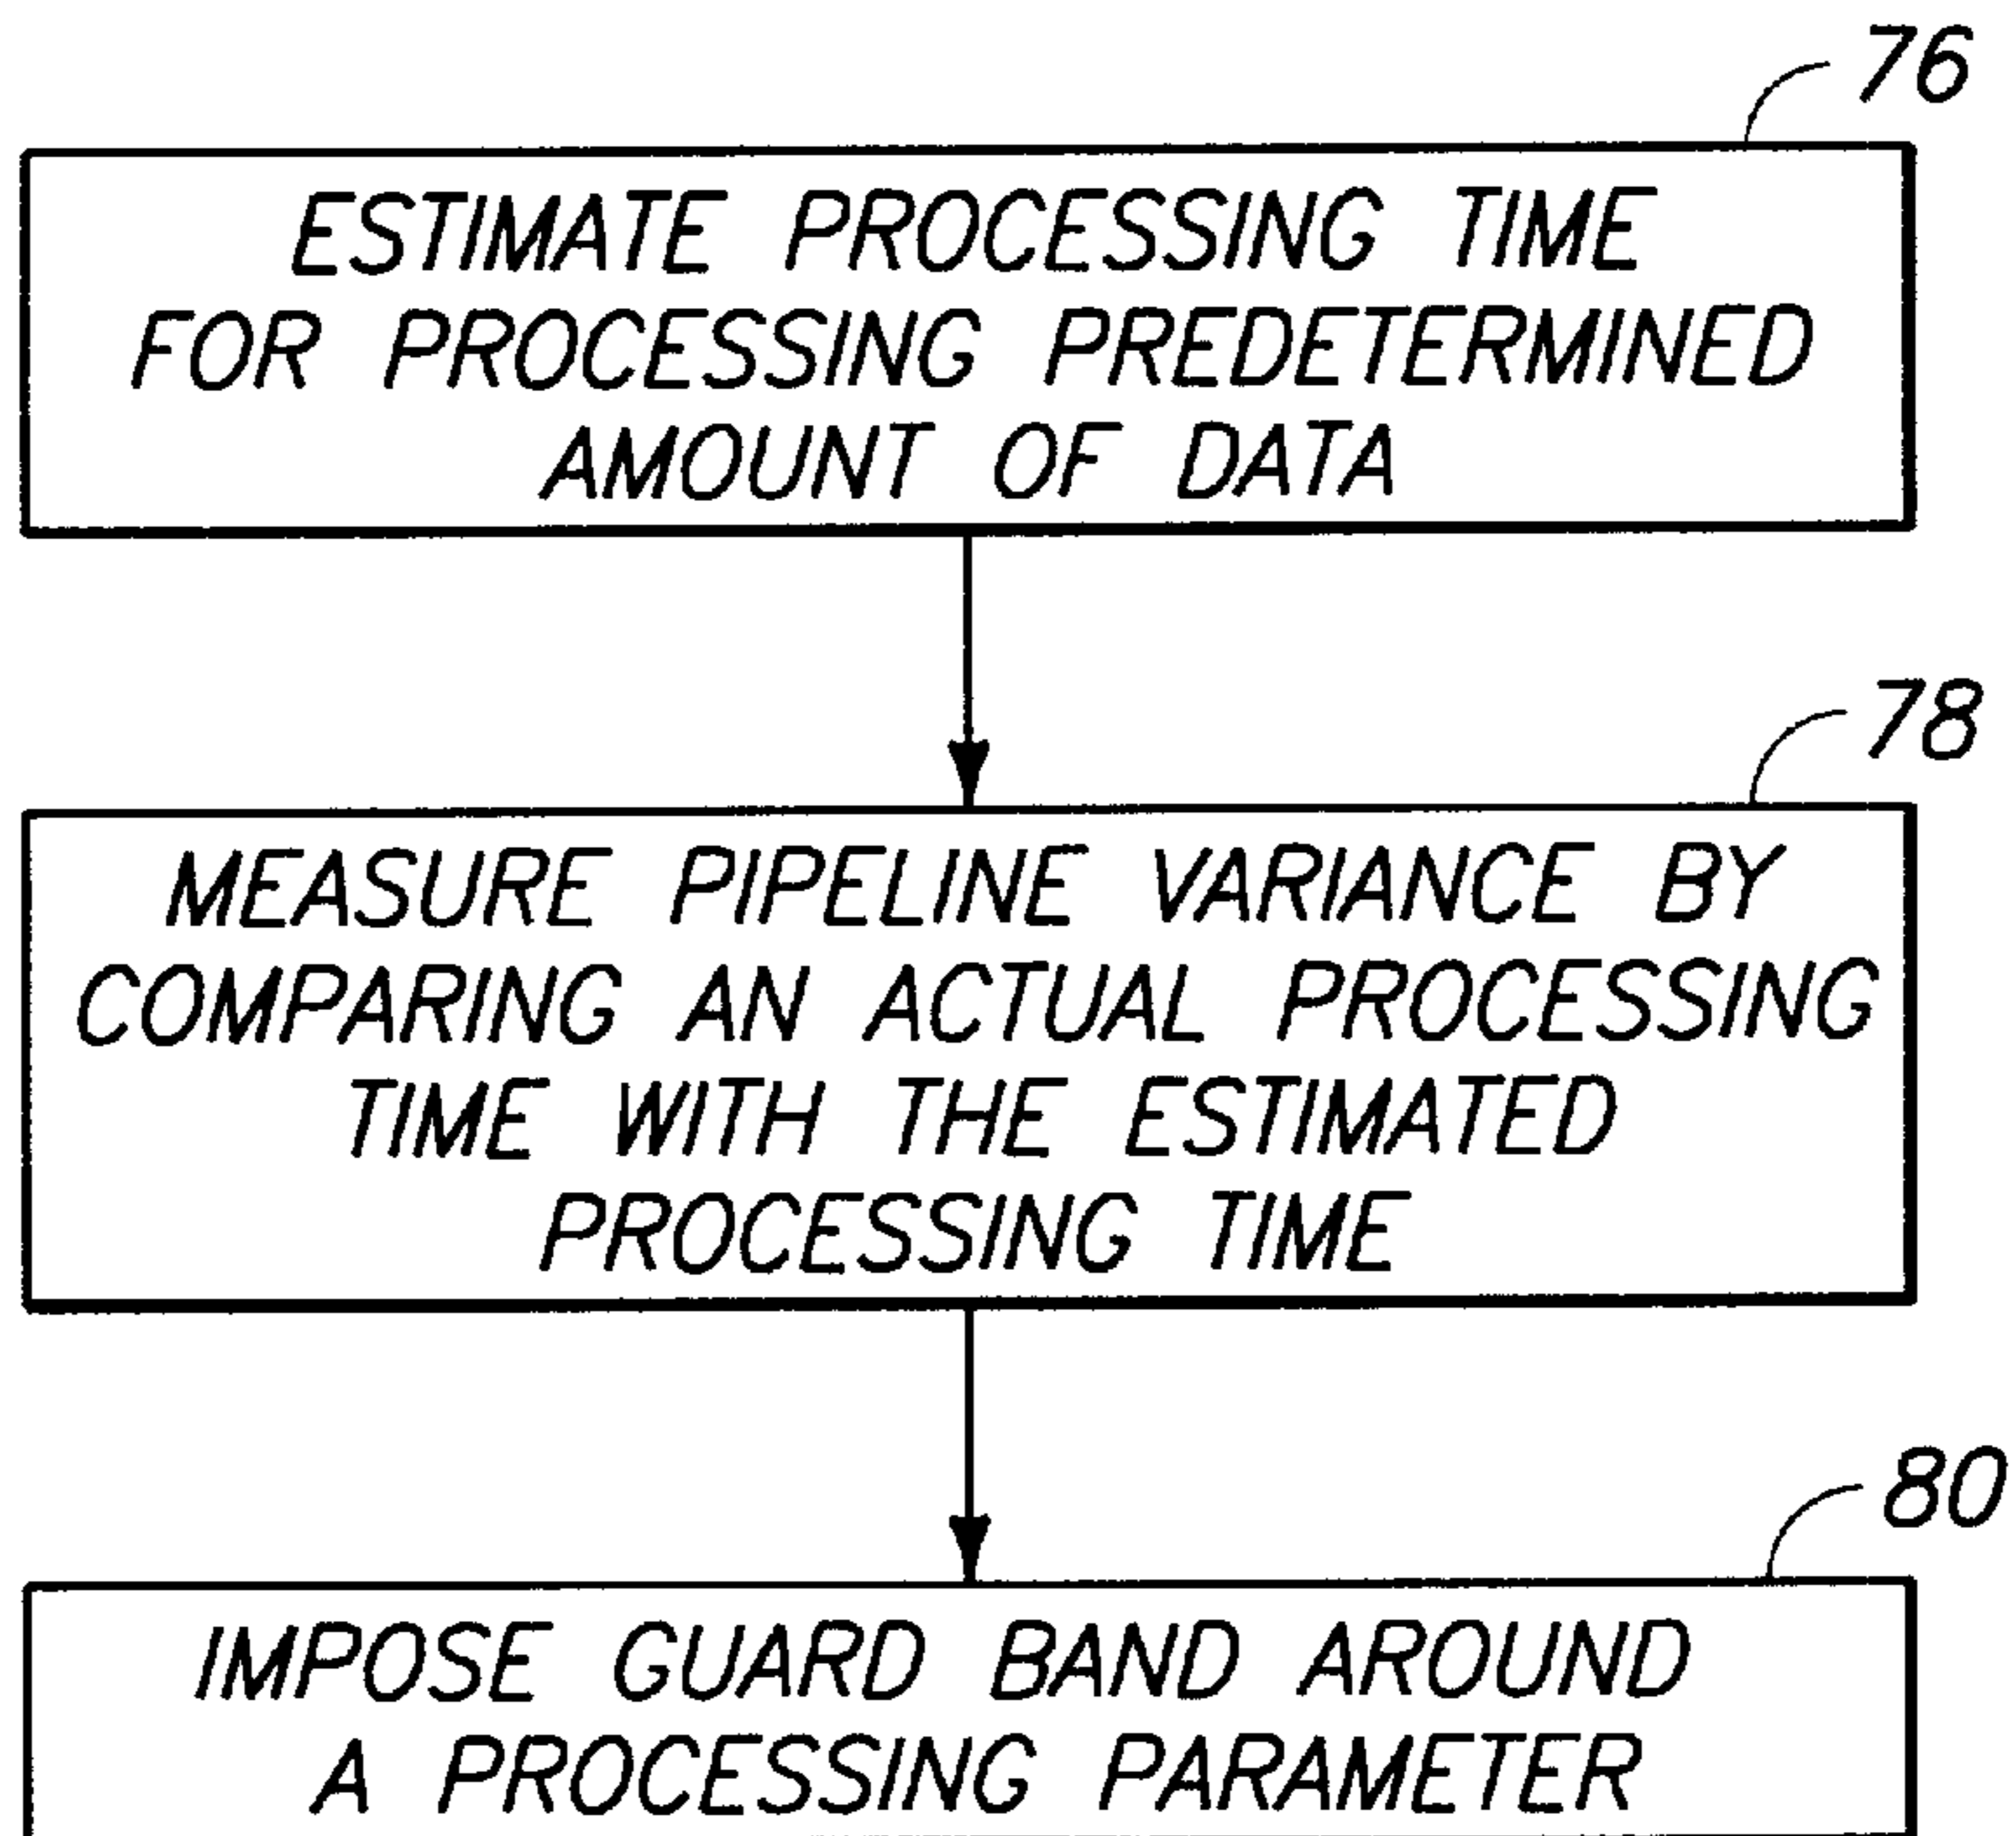 76
ESTIMATE PROCESSING TIME
FOR PROCESSING PREDETERMINED
AMOUNT OF DATA
78
MEASURE PIPELINE VARIANCE BY
COMPARING AN ACTUAL PROCESSING
TIME WITH THE ESTIMATED
PROCESSING TIME
80
IMPOSE GUARD BAND AROUND
A PROCESSING PARAMETER